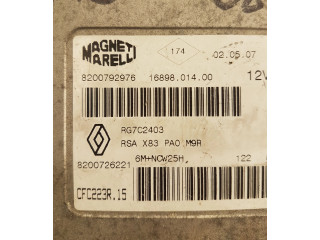 MAGNETI MARELLI
174
02.05.07
8200792976 16898.014.00 12V
RG7C2403
RSA X83 PA0 M9R
8200726221 6M+NCW25H 122
CFC223R.15